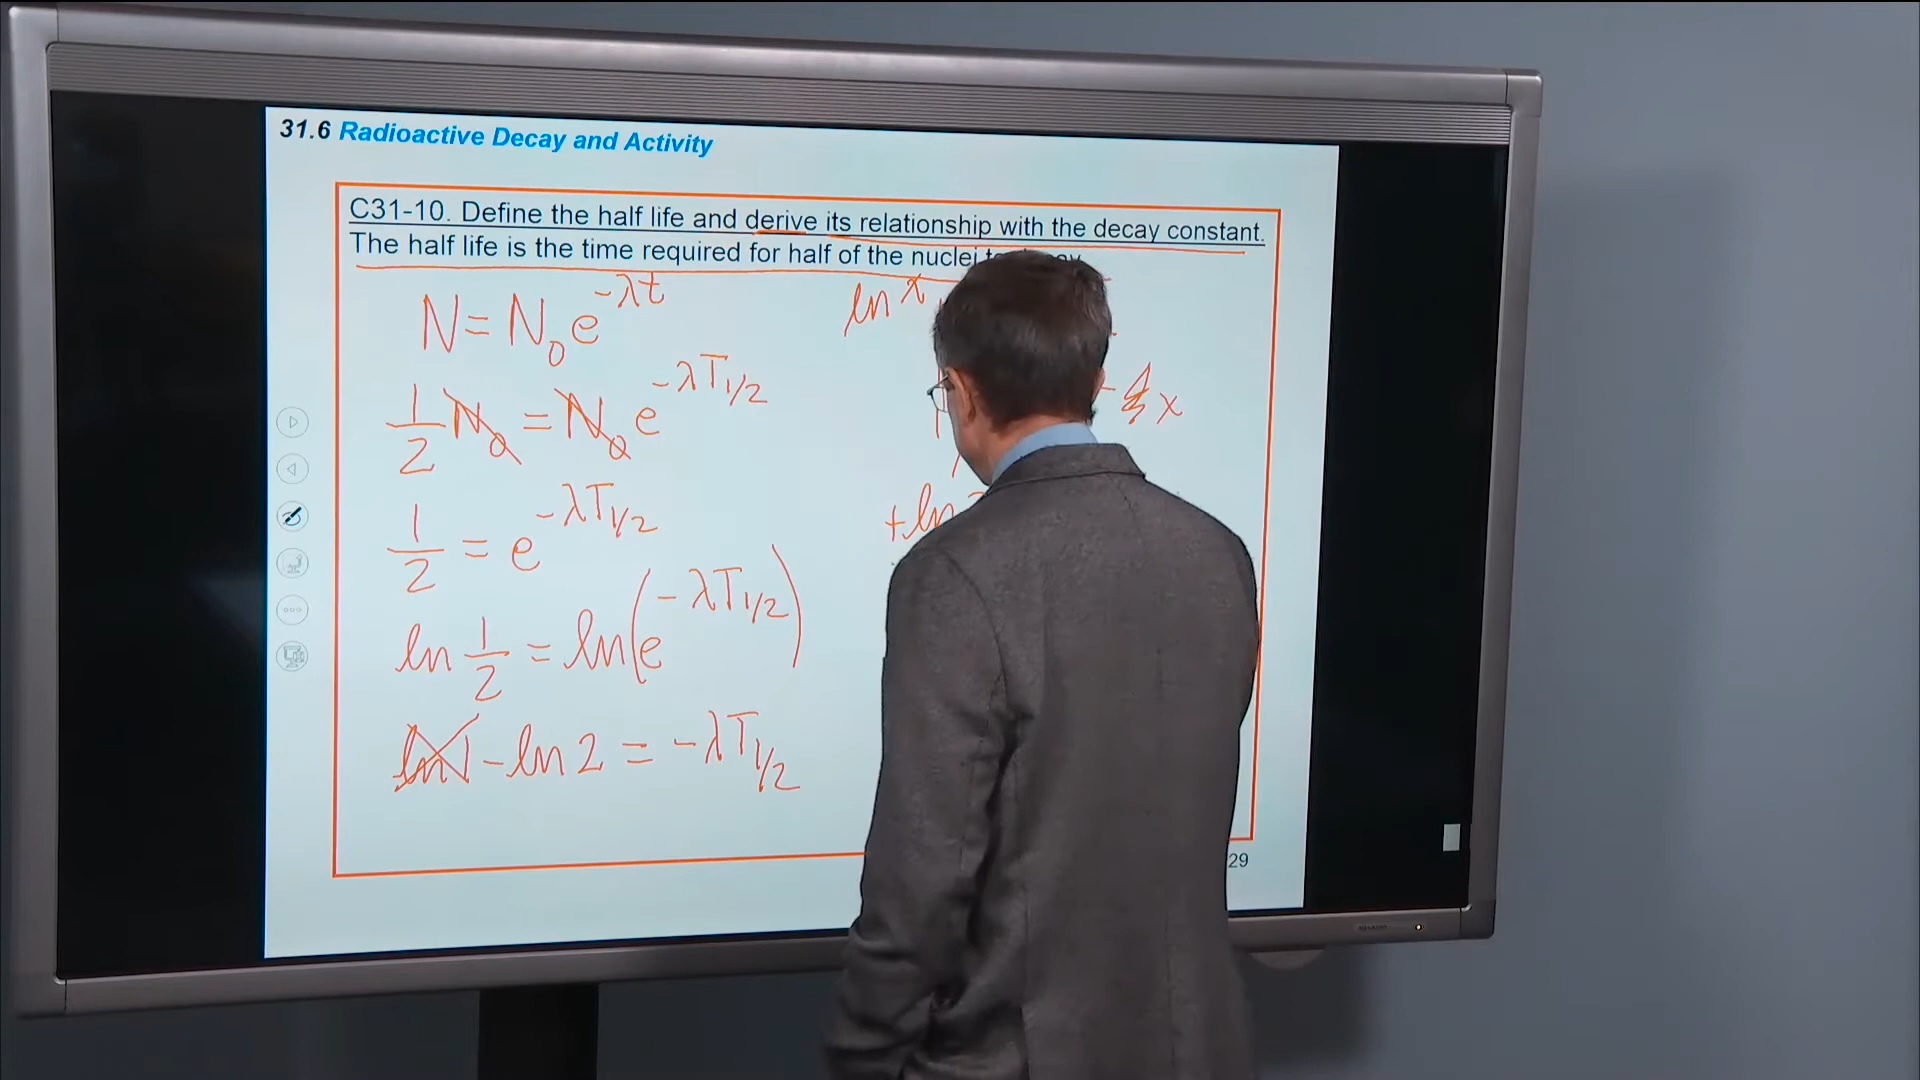 31.6 Radioactive Decay and Activity
C31-10. Define the half life and derive its relationship with the decay constant.
The half life is the time required for half of the nuclei
N = N₀e^(-λt)
ln x
1/2 N₀ = N₀ e^(-λT1/2)
x
1/2 = e^(-λT1/2)
+ ln
ln 1/2 = ln(e^(-λT1/2))
ln1 - ln2 = -λT1/2
29